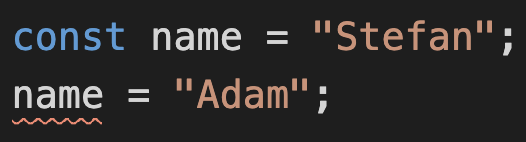 const name = "Stefan";
name = "Adam";